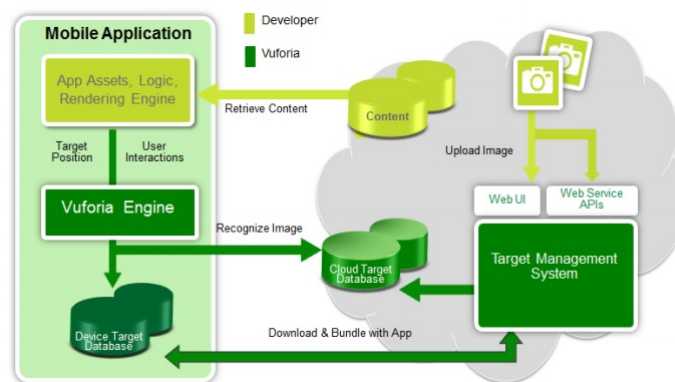 Mobile Application
Developer
Vuforia
App Assets, Logic,
Rendering Engine
Retrieve Content
Content
Target
Position
User
Interactions
Upload Image
Vuforia Engine
Web UI
Web Service
APIs
Recognize Image
Cloud Target
Database
Target Management
System
Device Target
Database
Download & Bundle with App